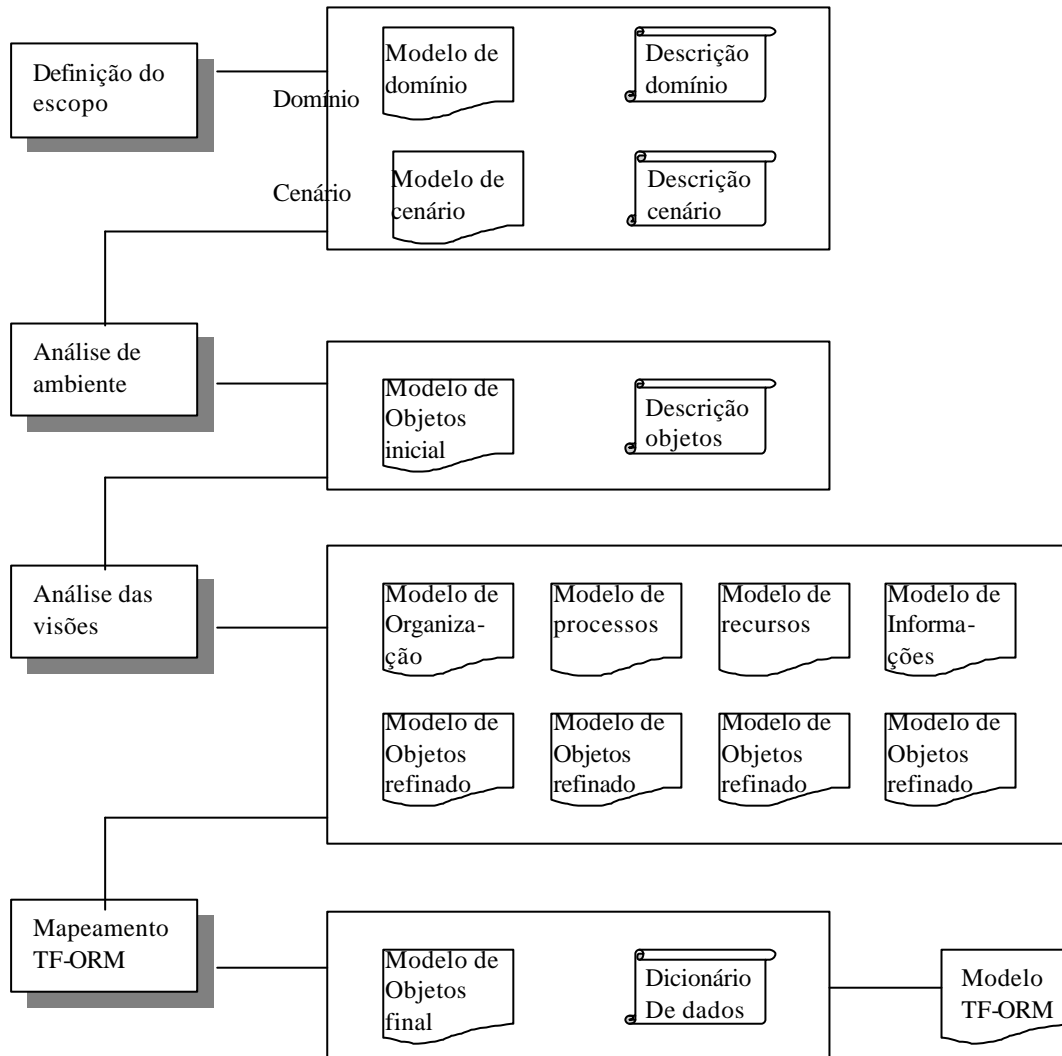 Definição do
escopo
Domínio
Modelo de
domínio
Descrição
domínio
Cenário
Modelo de
cenário
Descrição
cenário
Análise de
ambiente
Modelo de
Objetos
inicial
Descrição
objetos
Análise das
visões
Modelo de
Organiza-
ção
Modelo de
processos
Modelo de
recursos
Modelo de
Informa-
ções
Modelo de
Objetos
refinado
Modelo de
Objetos
refinado
Modelo de
Objetos
refinado
Modelo de
Objetos
refinado
Mapeamento
TF-ORM
Modelo de
Objetos
final
Dicionário
De dados
Modelo
TF-ORM